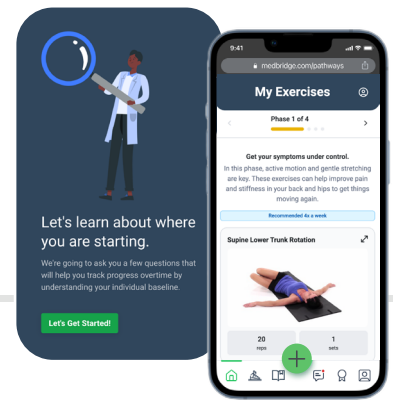 Let's learn about where
you are starting.
We're going to ask you a few questions that
will help you track progress overtime by
understanding your individual baseline.
Let's Get Started!
9:41
medbridge.com/pathways
My Exercises
Phase 1 of 4
Get your symptoms under control.
In this phase, active motion and gentle stretching
are key. These exercises can help improve pain
and stiffness in your back and hips to get things
moving again.
Recommended 4x a week
Supine Lower Trunk Rotation
20
reps
1
sets